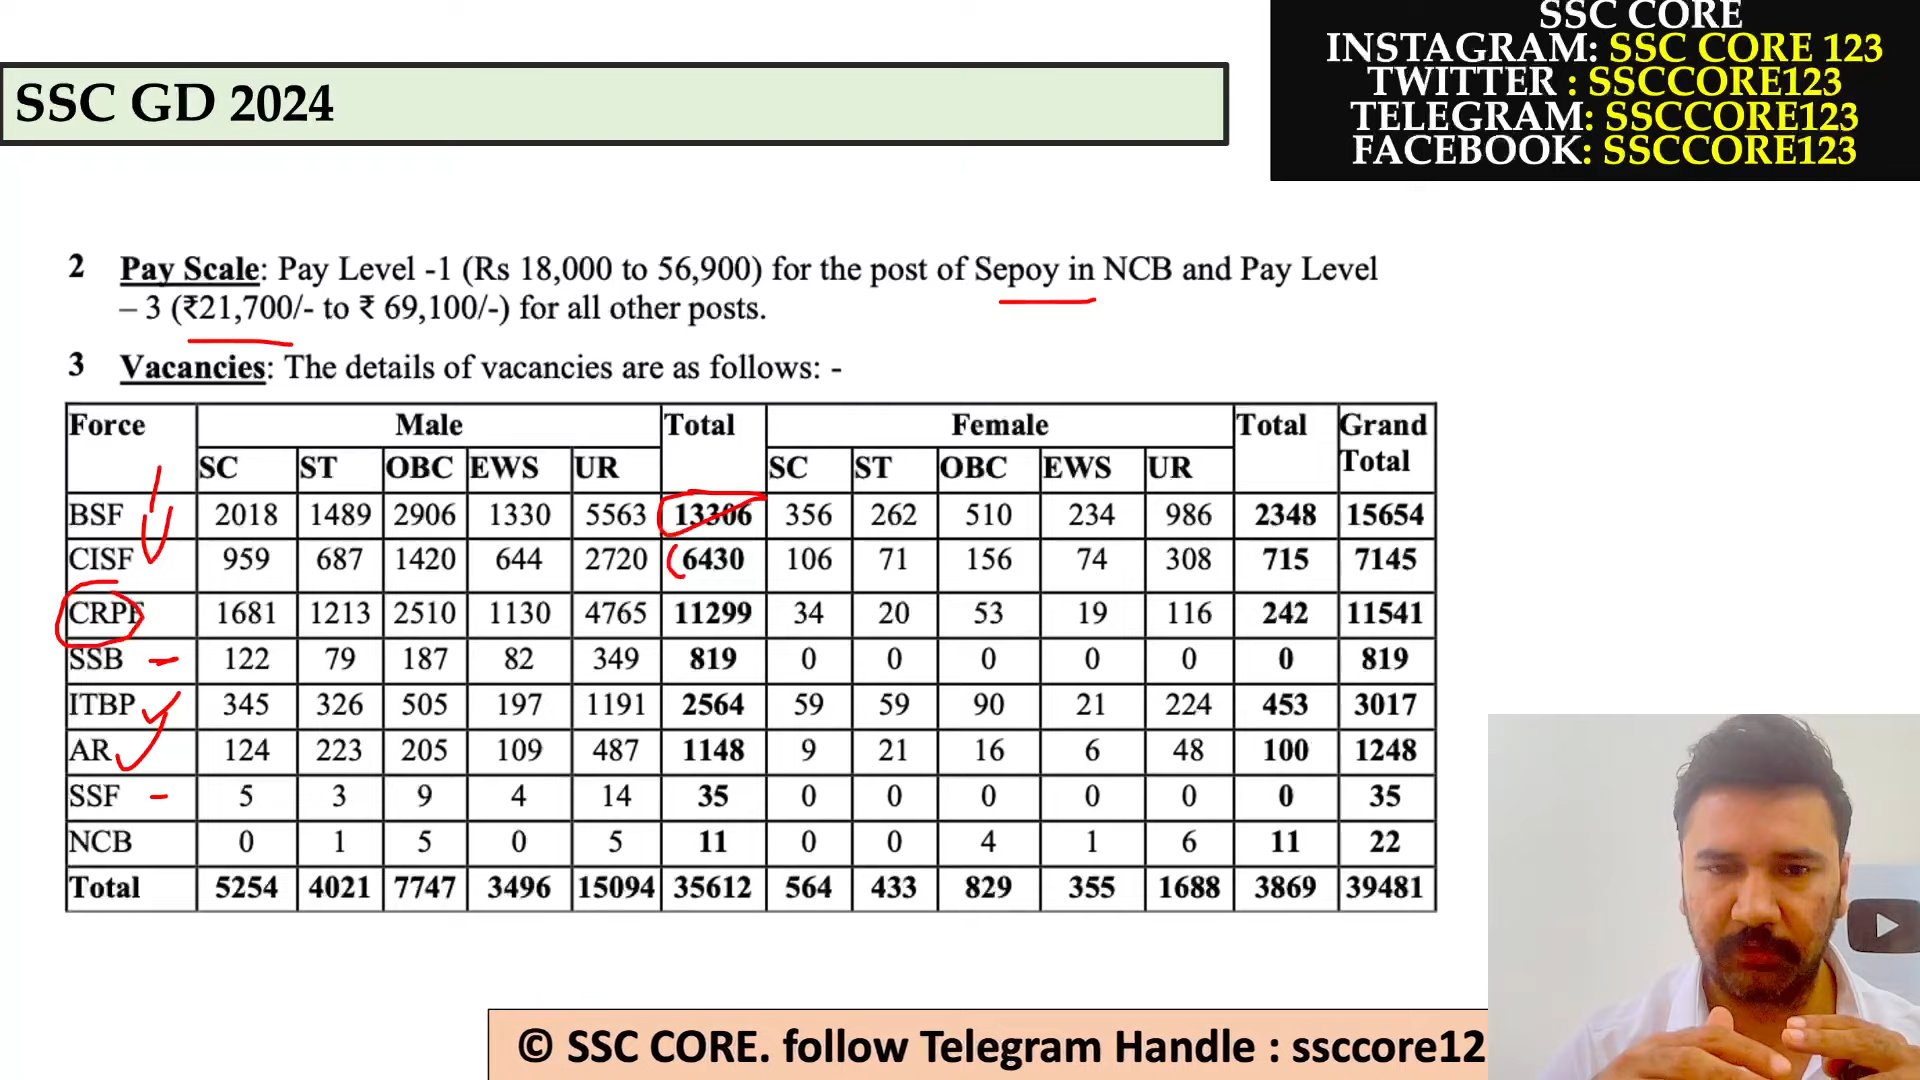 SSC CORE
INSTAGRAM: SSC CORE 123
TWITTER : SSCCORE123
TELEGRAM: SSCCORE123
FACEBOOK: SSCCORE123
SSC GD 2024
2 Pay Scale: Pay Level -1 (Rs 18,000 to 56,900) for the post of Sepoy in NCB and Pay Level
– 3 (₹21,700/- to ₹ 69,100/-) for all other posts.
3 Vacancies: The details of vacancies are as follows: -
Force Male Total Female Total Grand Total
SC ST OBC EWS UR SC ST OBC EWS UR
BSF 2018 1489 2906 1330 5563 13306 356 262 510 234 986 2348 15654
CISF 959 687 1420 644 2720 6430 106 71 156 74 308 715 7145
CRPF 1681 1213 2510 1130 4765 11299 34 20 53 19 116 242 11541
SSB 122 79 187 82 349 819 0 0 0 0 0 0 819
ITBP 345 326 505 197 1191 2564 59 59 90 21 224 453 3017
AR 124 223 205 109 487 1148 9 21 16 6 48 100 1248
SSF 5 3 9 4 14 35 0 0 0 0 0 0 35
NCB 0 1 5 0 5 11 0 0 4 1 6 11 22
Total 5254 4021 7747 3496 15094 35612 564 433 829 355 1688 3869 39481
© SSC CORE. follow Telegram Handle : ssccore12